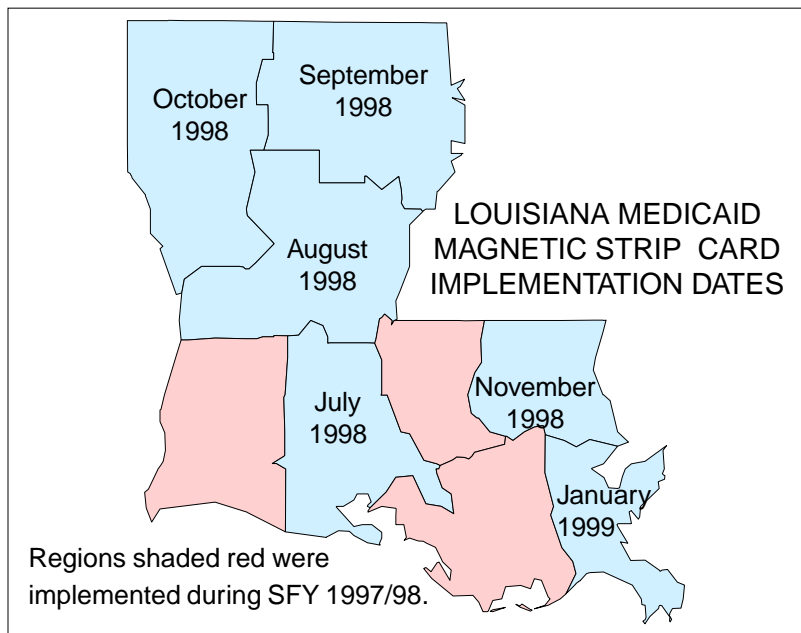 September
1998
October
1998
LOUISIANA MEDICAID
MAGNETIC STRIP CARD
IMPLEMENTATION DATES
August
1998
November
1998
July
1998
January
1999
Regions shaded red were
implemented during SFY 1997/98.